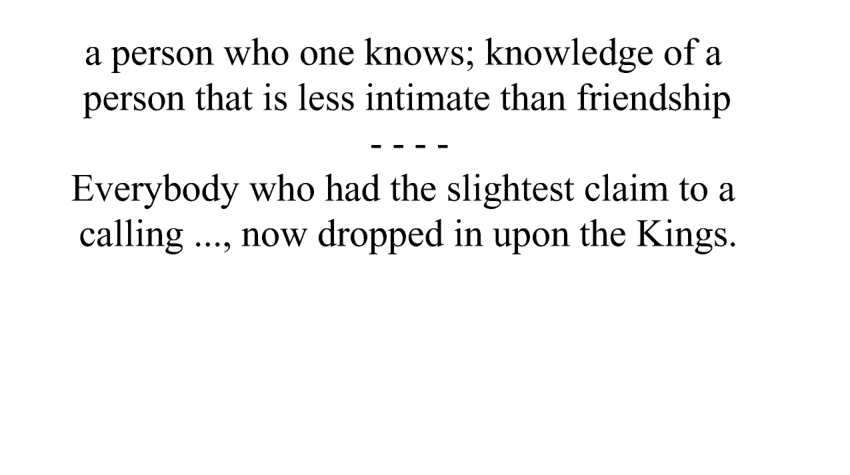 a person who one knows; knowledge of a
person that is less intimate than friendship
- - - -
Everybody who had the slightest claim to a
calling ..., now dropped in upon the Kings.